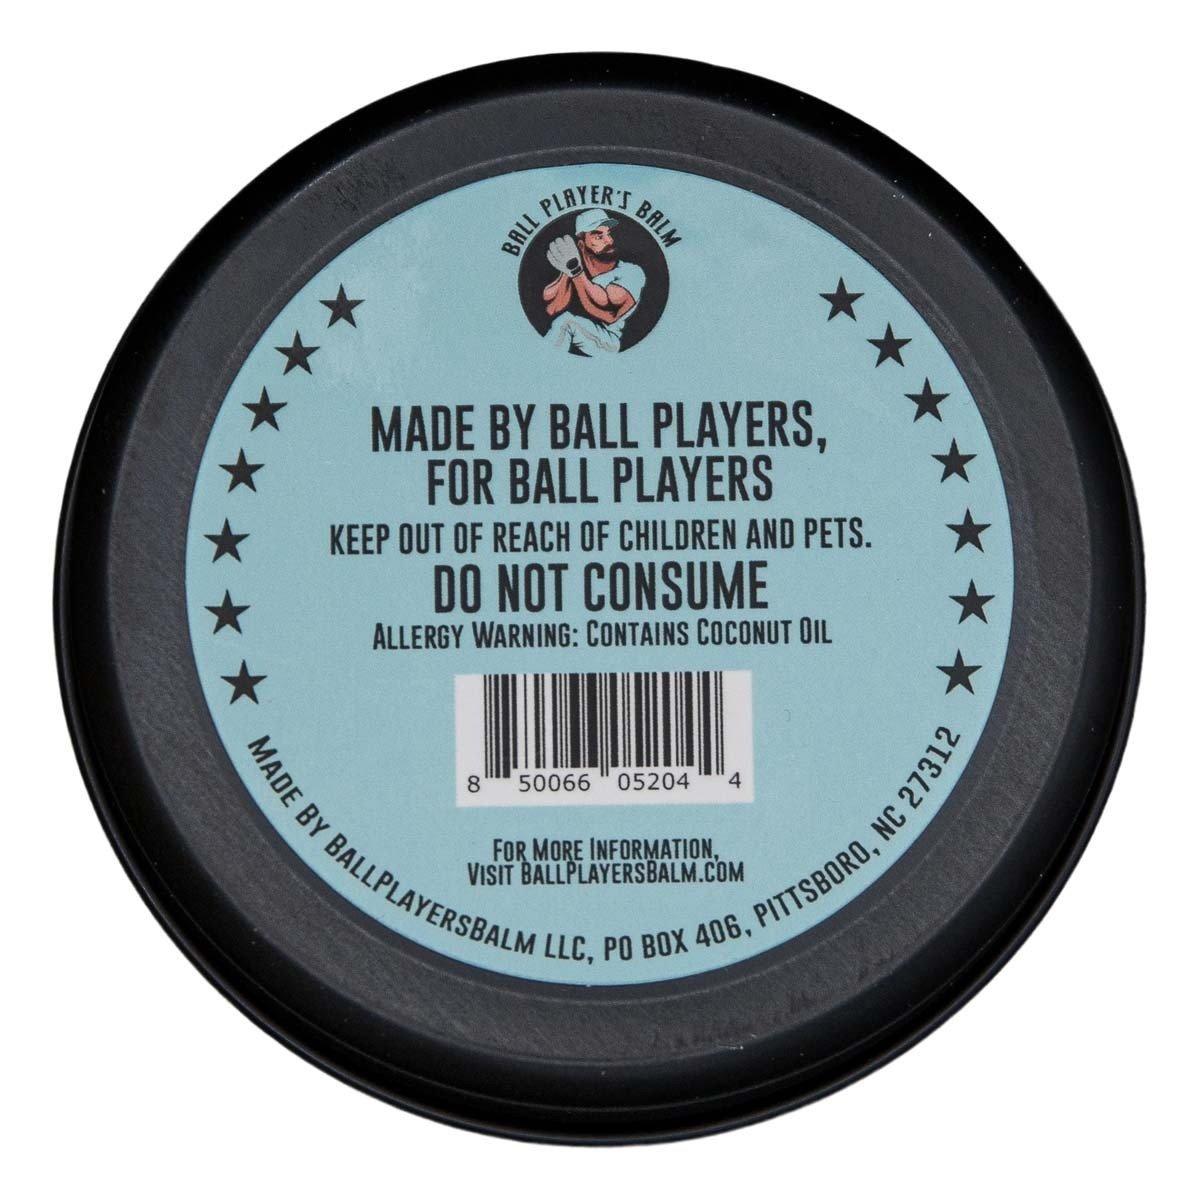 BALL PLAYER'S BALM
MADE BY BALL PLAYERS,
FOR BALL PLAYERS
KEEP OUT OF REACH OF CHILDREN AND PETS.
DO NOT CONSUME
ALLERGY WARNING: CONTAINS COCONUT OIL
8 50066 05204 4
FOR MORE INFORMATION,
VISIT BALLPLAYERSBALM.COM
MADE BY BALLPLAYERSBALM LLC, PO BOX 406, PITTSBORO, NC 27312